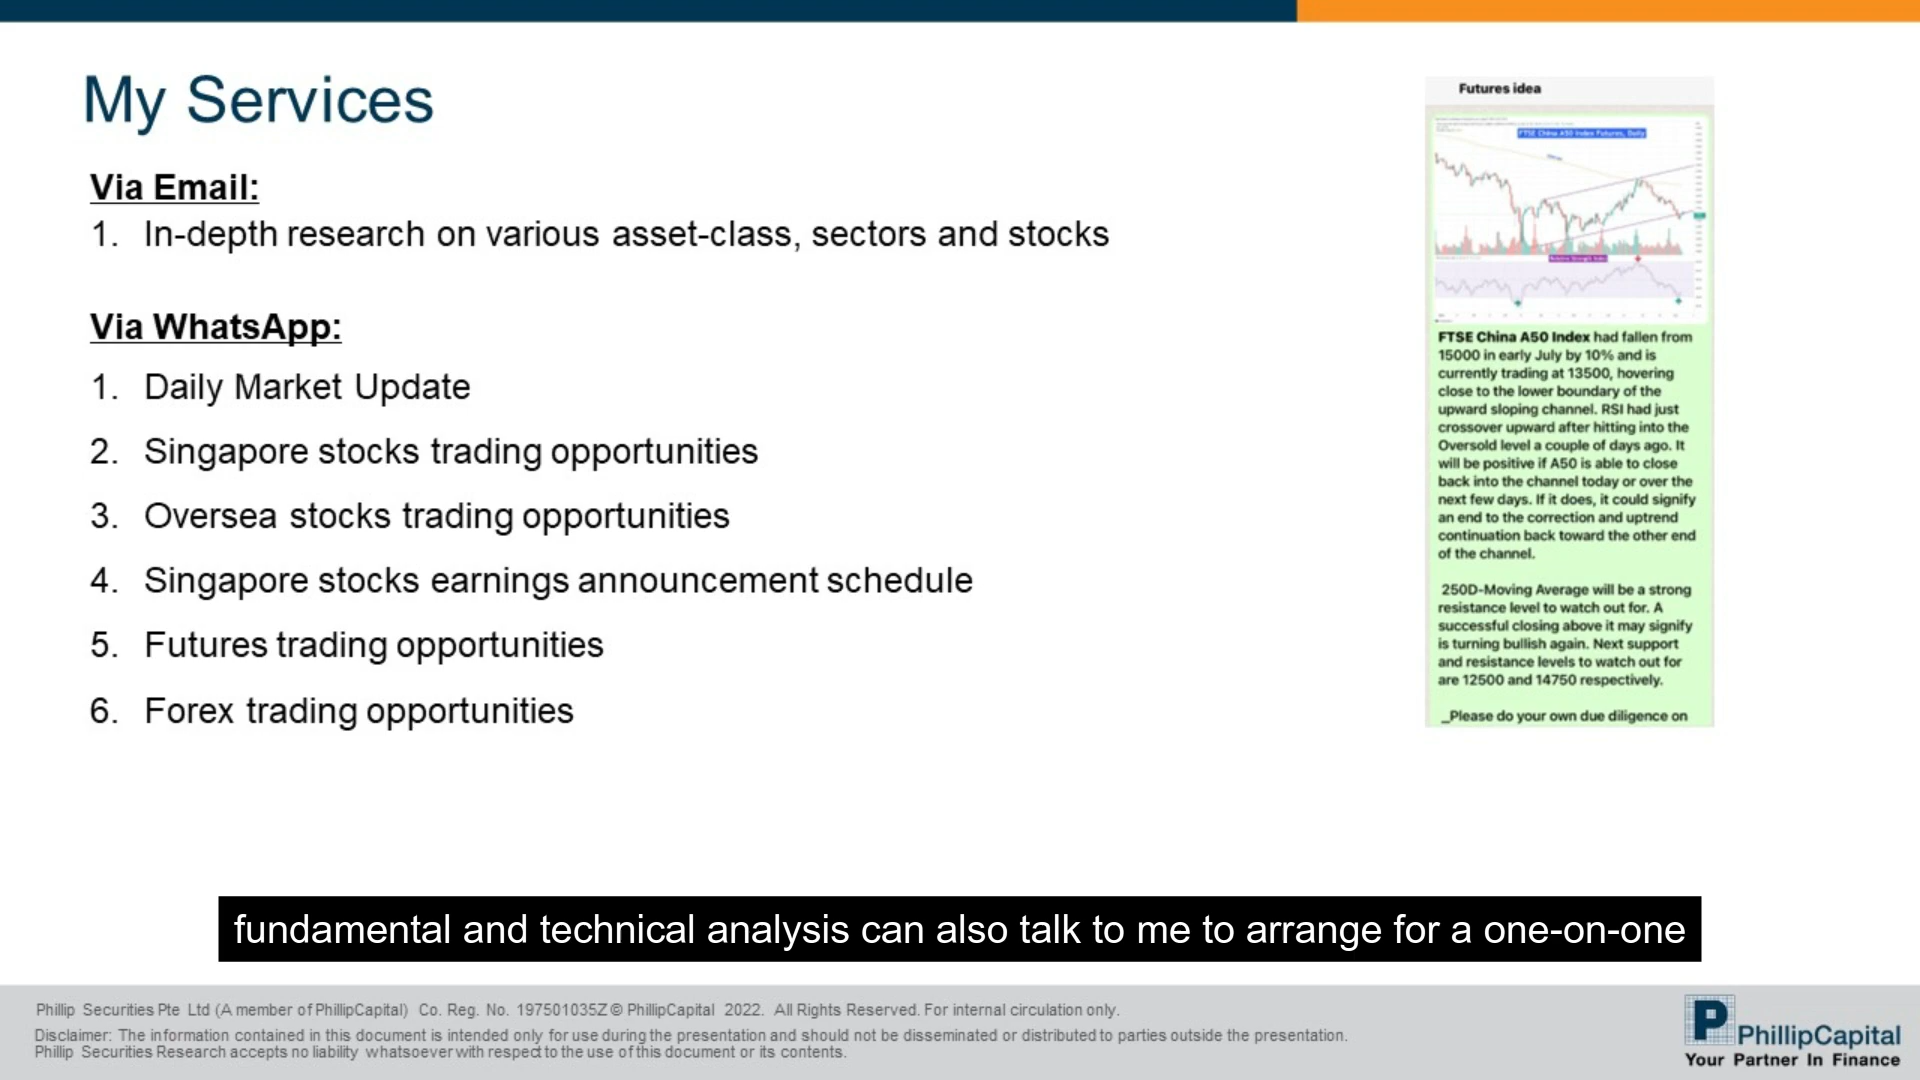 My Services
Via Email:
1. In-depth research on various asset-class, sectors and stocks
Via WhatsApp:
1. Daily Market Update
2. Singapore stocks trading opportunities
3. Oversea stocks trading opportunities
4. Singapore stocks earnings announcement schedule
5. Futures trading opportunities
6. Forex trading opportunities
Futures idea
FTSE China A50 Index Futures, Daily
Relative Strength Index
FTSE China A50 Index had fallen from
15000 in early July by 10% and is
currently trading at 13500, hovering
close to the lower boundary of the
upward sloping channel. RSI had just
crossover upward after hitting into the
Oversold level a couple of days ago. It
will be positive if A50 is able to close
back into the channel today or over the
next few days. If it does, it could signify
an end to the correction and uptrend
continuation back toward the other end
of the channel.
250D-Moving Average will be a strong
resistance level to watch out for. A
successful closing above it may signify
is turning bullish again. Next support
and resistance levels to watch out for
are 12500 and 14750 respectively.
_Please do your own due diligence on
fundamental and technical analysis can also talk to me to arrange for a one-on-one
Phillip Securities Pte Ltd (A member of PhillipCapital) Co. Reg. No. 197501035Z © PhillipCapital 2022. All Rights Reserved. For internal circulation only.
Disclaimer: The information contained in this document is intended only for use during the presentation and should not be disseminated or distributed to parties outside the presentation.
Phillip Securities Research accepts no liability whatsoever with respect to the use of this document or its contents.
PhillipCapital
Your Partner In Finance